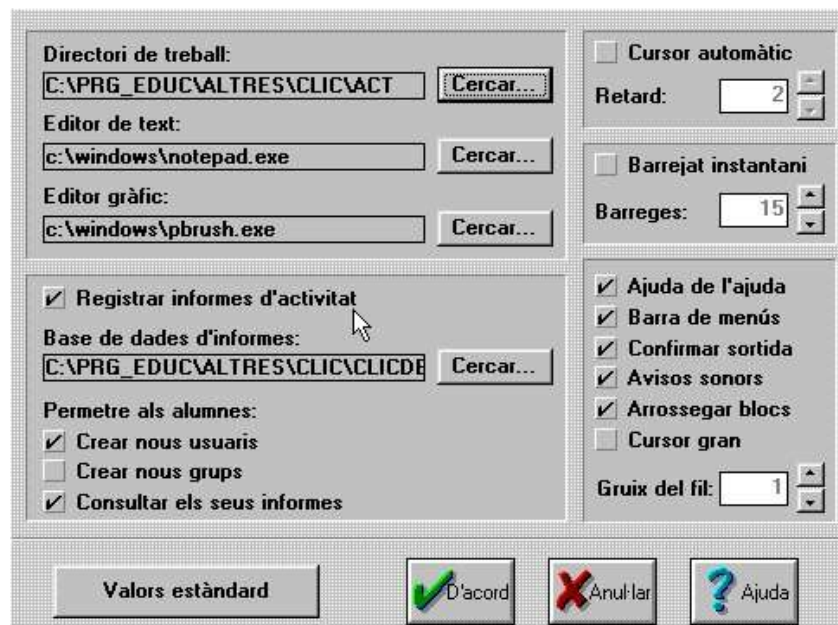 Directori de treball:
C:\PRG_EDUC\ALTRES\CLIC\ACT
Cercar...
Editor de text:
c:\windows\notepad.exe
Cercar...
Editor gràfic:
c:\windows\pbrush.exe
Cercar...
Registrar informes d'activitat
Base de dades d'informes:
C:\PRG_EDUC\ALTRES\CLIC\CLICDE
Cercar...
Permetre als alumnes:
Crear nous usuaris
Crear nous grups
Consultar els seus informes
Cursor automàtic
Retard: 2
Barrejat instantani
Barreges: 15
Ajuda de l'ajuda
Barra de menús
Confirmar sortida
Avisos sonors
Arrossegar blocs
Cursor gran
Gruix del fil: 1
Valors estàndard
D'acord
Anul·lar
Ajuda